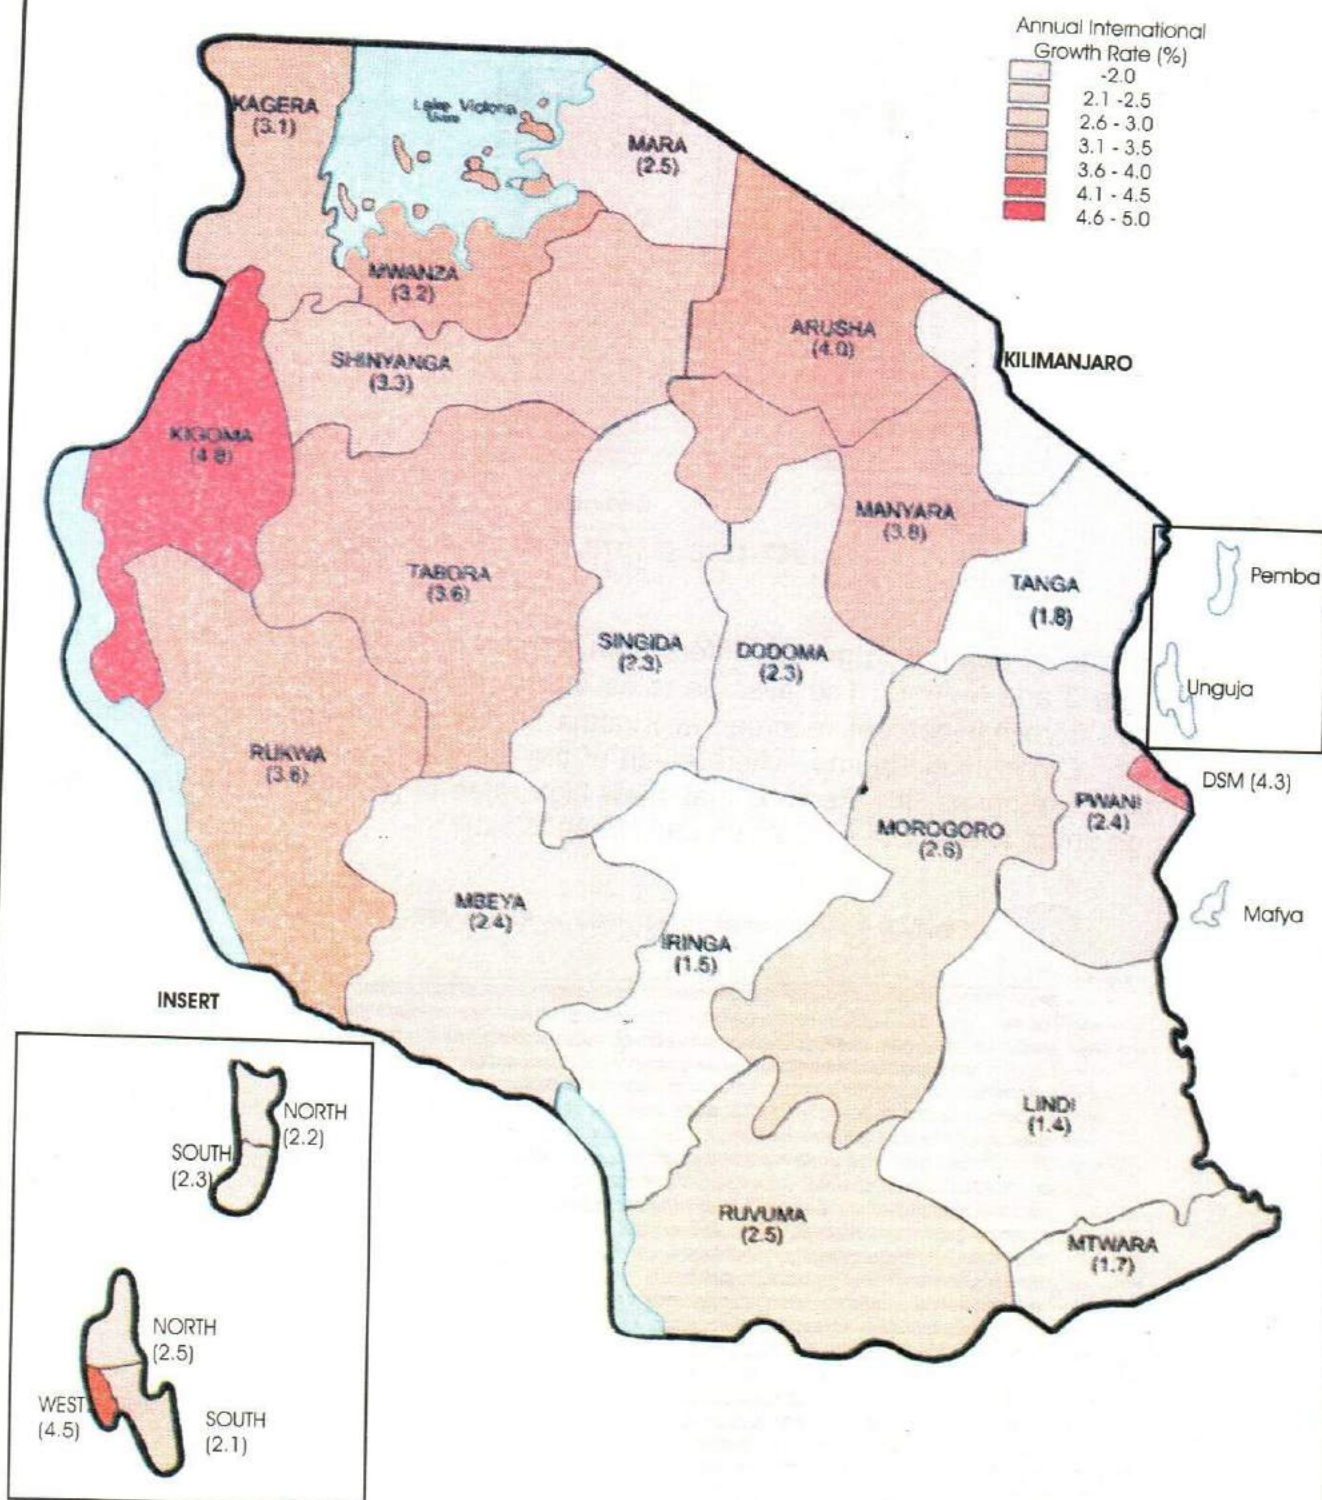 Annual International
Growth Rate (%)
-2.0
2.1 -2.5
2.6 - 3.0
3.1 - 3.5
3.6 - 4.0
4.1 - 4.5
4.6 - 5.0
KAGERA
(3.1)
Lake Victoria
MARA
(2.5)
MWANZA
(3.2)
ARUSHA
(4.0)
KILIMANJARO
SHINYANGA
(3.3)
KIGOMA
(4.8)
MANYARA
(3.8)
TABORA
(3.6)
TANGA
(1.8)
Pemba
SINGIDA
(2.3)
DODOMA
(2.3)
Unguja
RUKWA
(3.6)
DSM (4.3)
PWANI
(2.4)
MOROGORO
(2.6)
MBEYA
(2.4)
Mafya
IRINGA
(1.5)
INSERT
LINDI
(1.4)
NORTH
(2.2)
SOUTH
(2.3)
RUVUMA
(2.5)
MTWARA
(1.7)
NORTH
(2.5)
WEST
(4.5)
SOUTH
(2.1)